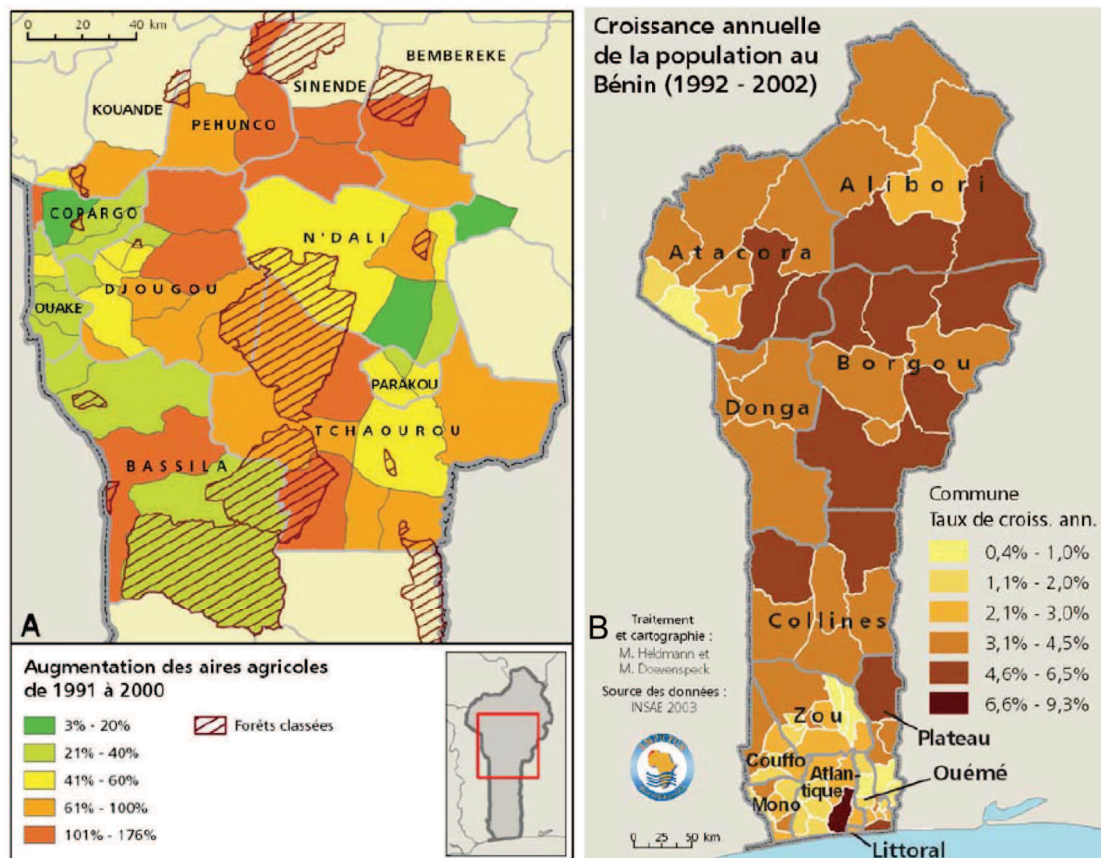 0 20 40 km
BEMBEREKE
SINENDE
KOUANDE
PEHUNCO
COPARGO
N'DALI
DJOUGOU
OUAKE
PARAKOU
TCHAOUROU
BASSILA
A
Augmentation des aires agricoles
de 1991 à 2000
3% - 20%
21% - 40%
41% - 60%
61% - 100%
101% - 176%
Forêts classées
Croissance annuelle
de la population au
Bénin (1992 - 2002)
Alibori
Atacora
Borgou
Donga
Collines
Zou
Plateau
Couffo
Atlan-
tique
Ouémé
Mono
Littoral
Commune
Taux de croiss. ann.
0,4% - 1,0%
1,1% - 2,0%
2,1% - 3,0%
3,1% - 4,5%
4,6% - 6,5%
6,6% - 9,3%
B
Traitement
et cartographie :
M. Heldmann et
M. Doevenspeck
Source des données :
INSAE 2003
0 25 50 km